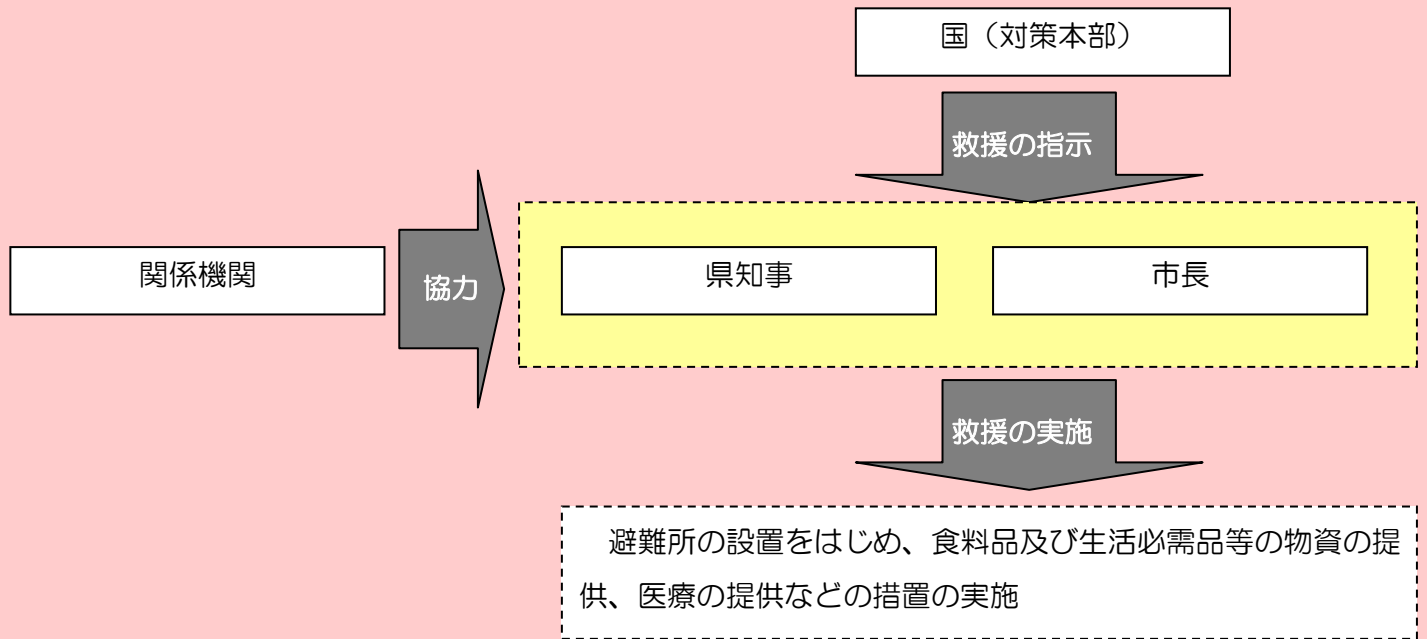 国（対策本部）
救援の指示
関係機関
協力
県知事
市長
救援の実施
避難所の設置をはじめ、食料品及び生活必需品等の物資の提
供、医療の提供などの措置の実施